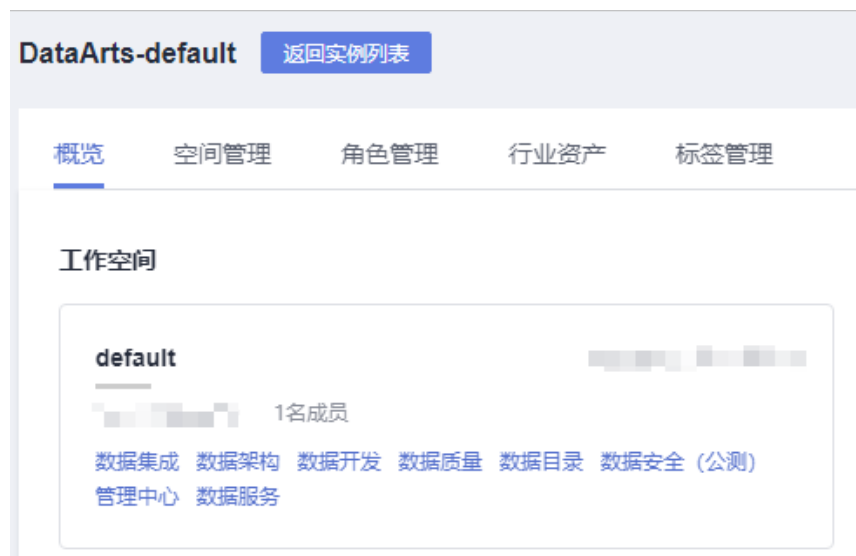 DataArts-default 返回实例列表
概览 空间管理 角色管理 行业资产 标签管理
工作空间
default
1名成员
数据集成 数据架构 数据开发 数据质量 数据目录 数据安全（公测）
管理中心 数据服务